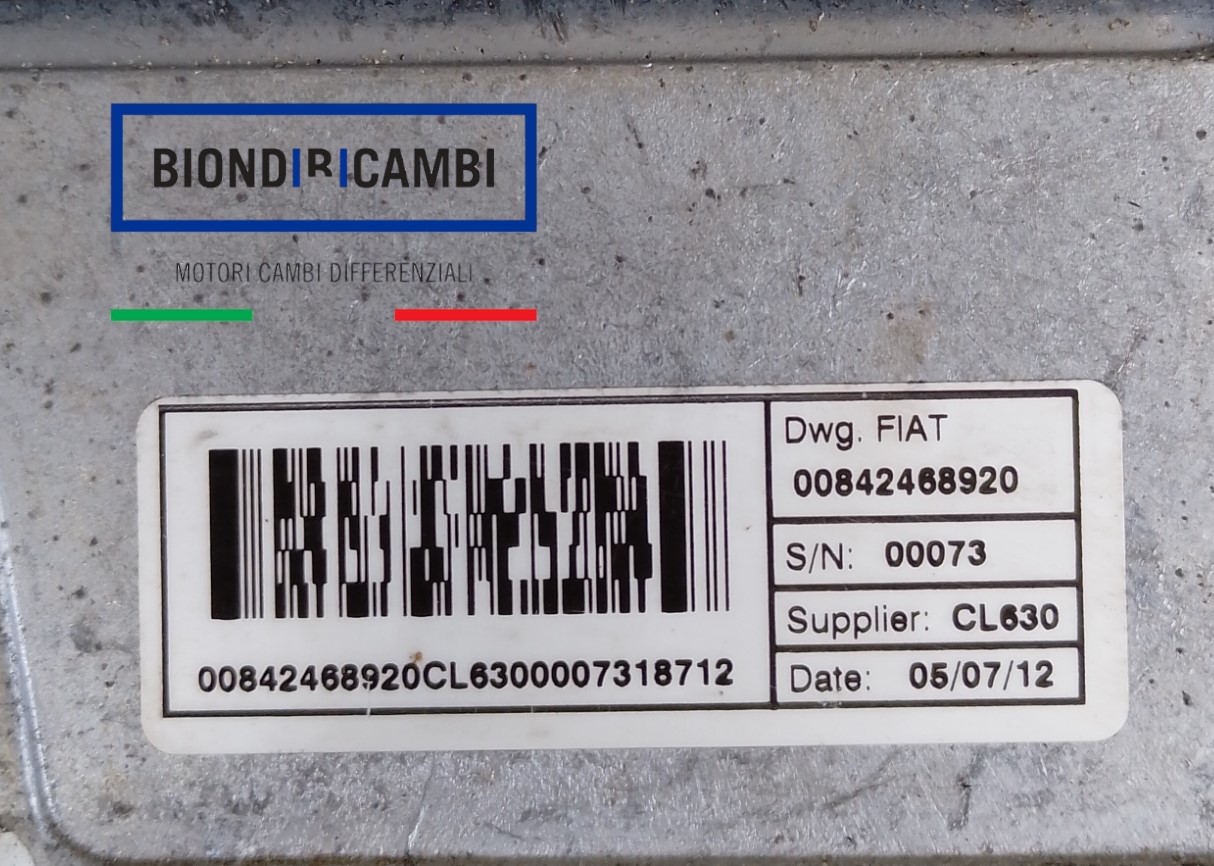 BIONDIRICAMBI
MOTORI CAMBI DIFFERENZIALI
Dwg. FIAT
00842468920
S/N: 00073
Supplier: CL630
Date: 05/07/12
00842468920CL6300007318712